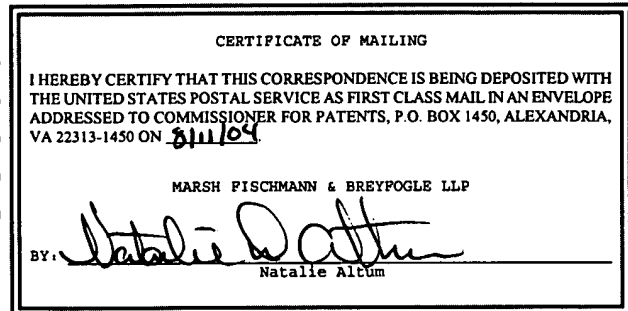 CERTIFICATE OF MAILING
I HEREBY CERTIFY THAT THIS CORRESPONDENCE IS BEING DEPOSITED WITH
THE UNITED STATES POSTAL SERVICE AS FIRST CLASS MAIL IN AN ENVELOPE
ADDRESSED TO COMMISSIONER FOR PATENTS, P.O. BOX 1450, ALEXANDRIA,
VA 22313-1450 ON 8/11/04.
MARSH FISCHMANN & BREYFOGLE LLP
BY: Natalie D Altum
Natalie Altum